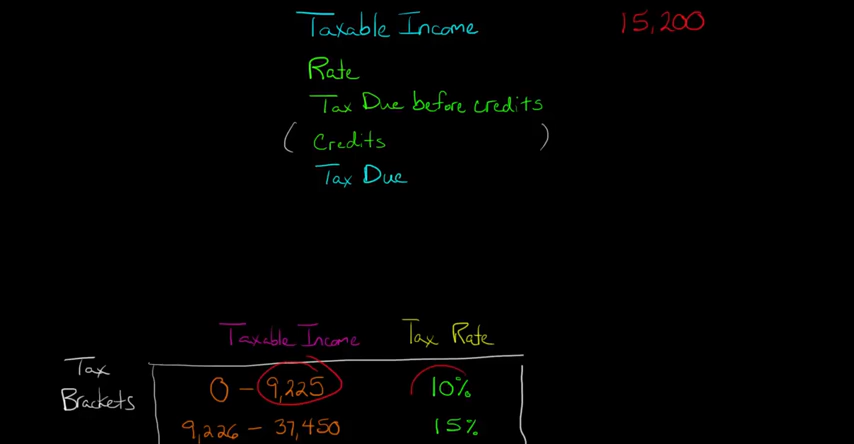 Taxable Income 15,200
Rate
Tax Due before credits
( Credits )
Tax Due
Taxable Income Tax Rate
Tax Brackets
0 - 9,225 10%
9,226 - 37,450 15%